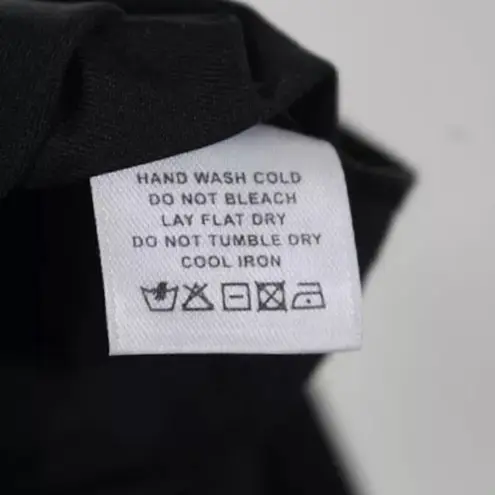 HAND WASH COLD
DO NOT BLEACH
LAY FLAT DRY
DO NOT TUMBLE DRY
COOL IRON